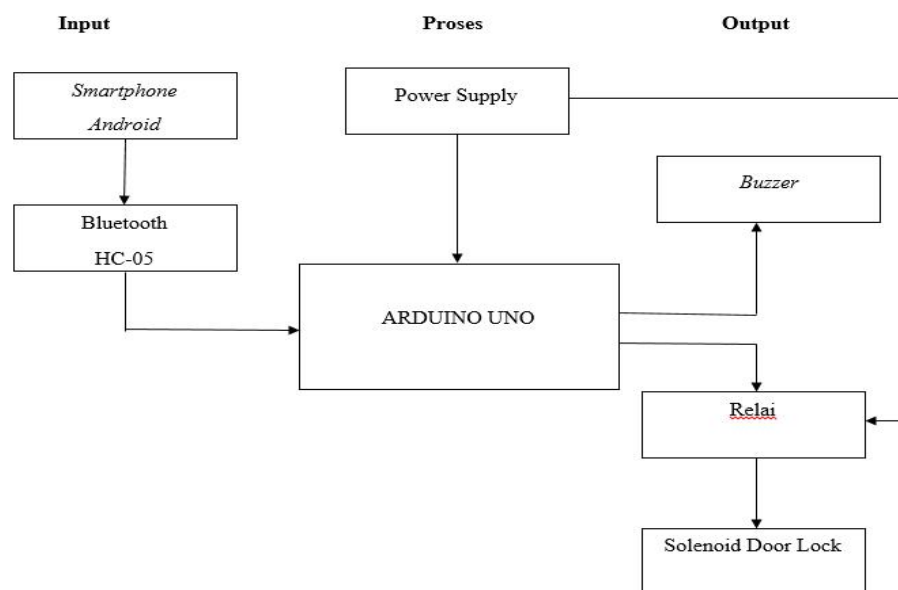 Input
Proses
Output
Smartphone
Android
Power Supply
Buzzer
Bluetooth
HC-05
ARDUINO UNO
Relai
Solenoid Door Lock